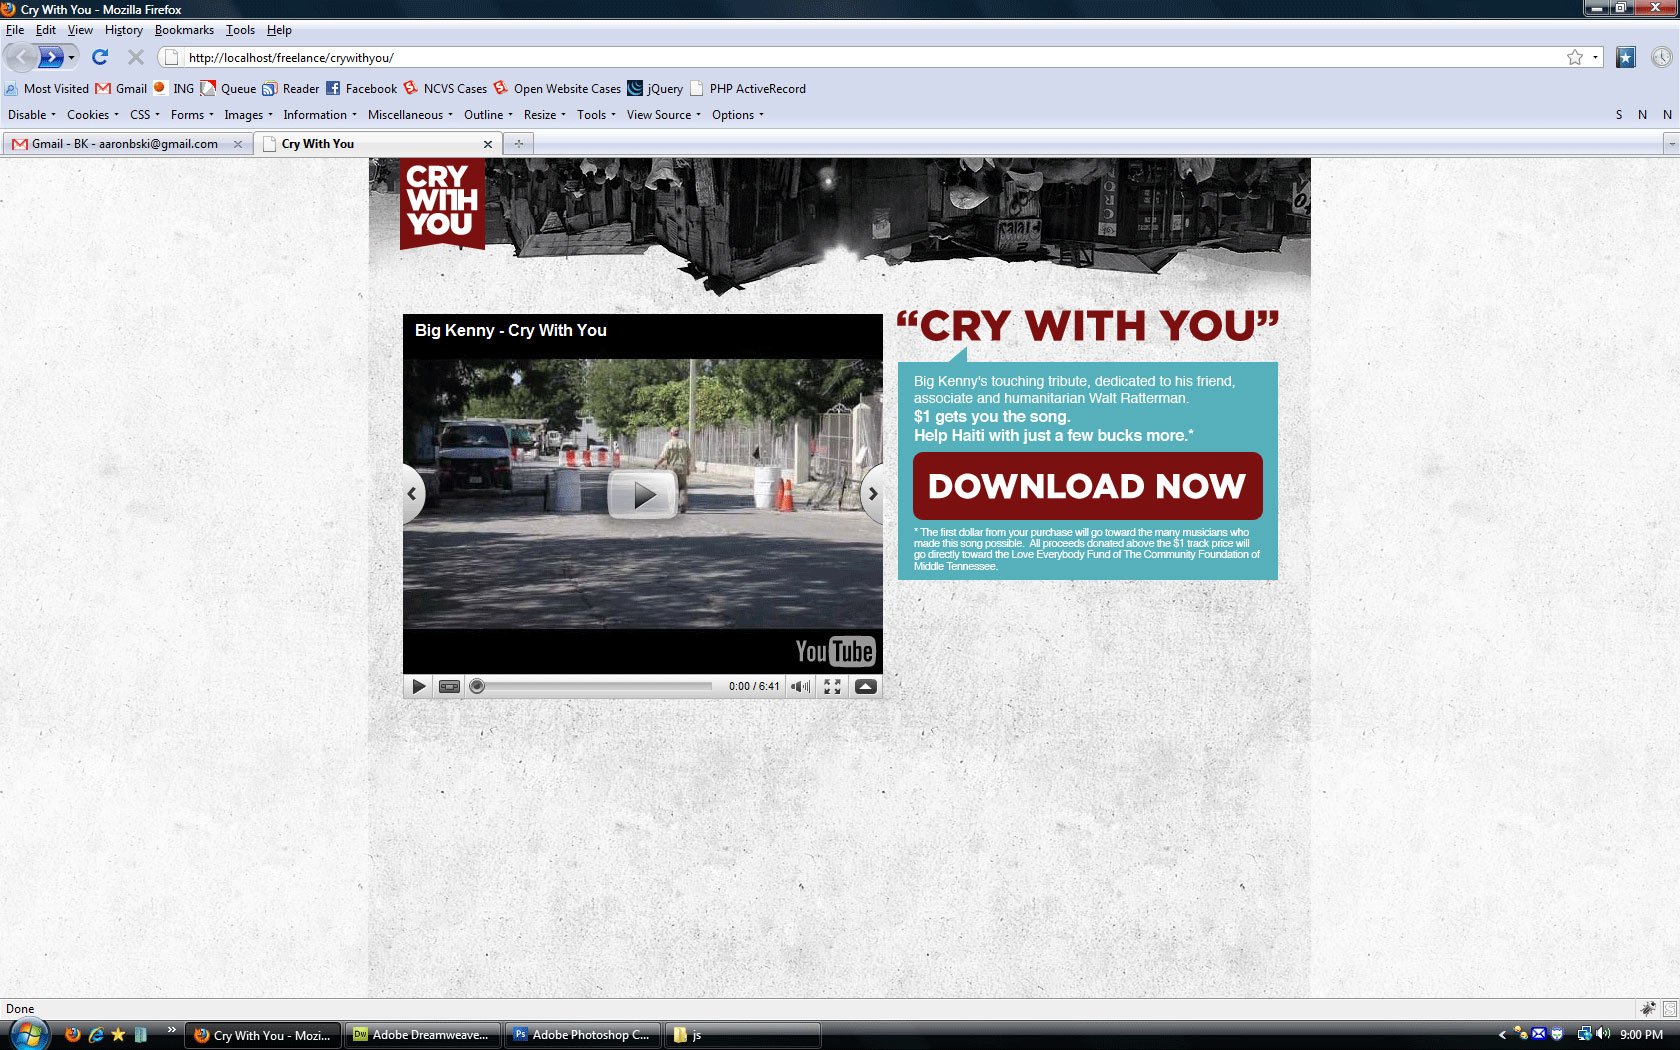 Cry With You - Mozilla Firefox
File Edit View History Bookmarks Tools Help
http://localhost/freelance/crywithyou/
Most Visited Gmail ING Queue Reader Facebook NCVS Cases Open Website Cases jQuery PHP ActiveRecord
Disable Cookies CSS Forms Images Information Miscellaneous Outline Resize Tools View Source Options S N N
Gmail - BK - aaronbski@gmail.com Cry With You
CRY
WITH
YOU
Big Kenny - Cry With You
“CRY WITH YOU”
Big Kenny's touching tribute, dedicated to his friend,
associate and humanitarian Walt Ratterman.
$1 gets you the song.
Help Haiti with just a few bucks more.*
DOWNLOAD NOW
* The first dollar from your purchase will go toward the many musicians who
made this song possible. All proceeds donated above the $1 track price will
go directly toward the Love Everybody Fund of The Community Foundation of
Middle Tennessee.
YouTube
0:00 / 6:41
Done
Cry With You - Mozi... Dw Adobe Dreamweave... Ps Adobe Photoshop C... js 9:00 PM